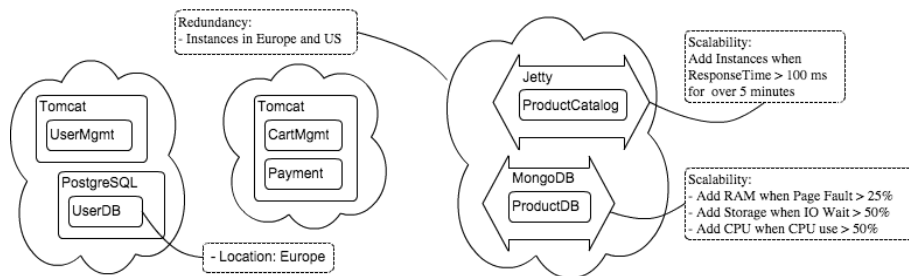 Redundancy:
- Instances in Europe and US
Tomcat
UserMgmt
PostgreSQL
UserDB
- Location: Europe
Tomcat
CartMgmt
Payment
Jetty
ProductCatalog
MongoDB
ProductDB
Scalability:
Add Instances when
ResponseTime > 100 ms
for over 5 minutes
Scalability:
- Add RAM when Page Fault > 25%
- Add Storage when IO Wait > 50%
- Add CPU when CPU use > 50%